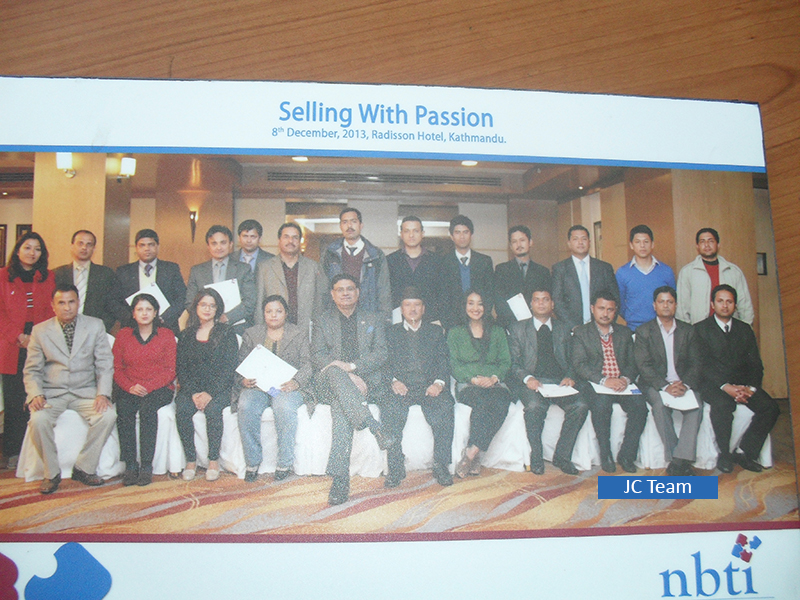 Selling With Passion
8th December, 2013, Radisson Hotel, Kathmandu.
JC Team
nbti